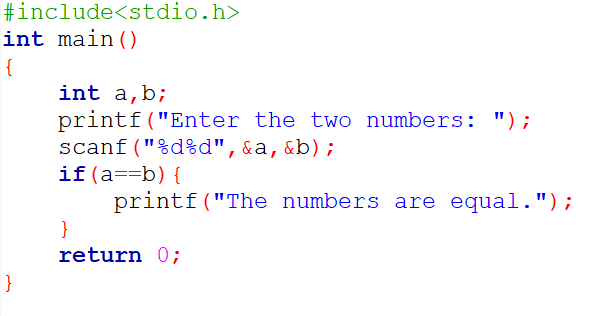 #include<stdio.h>
int main()
{
    int a,b;
    printf("Enter the two numbers: ");
    scanf("%d%d",&a,&b);
    if(a==b){
        printf("The numbers are equal.");
    }
    return 0;
}